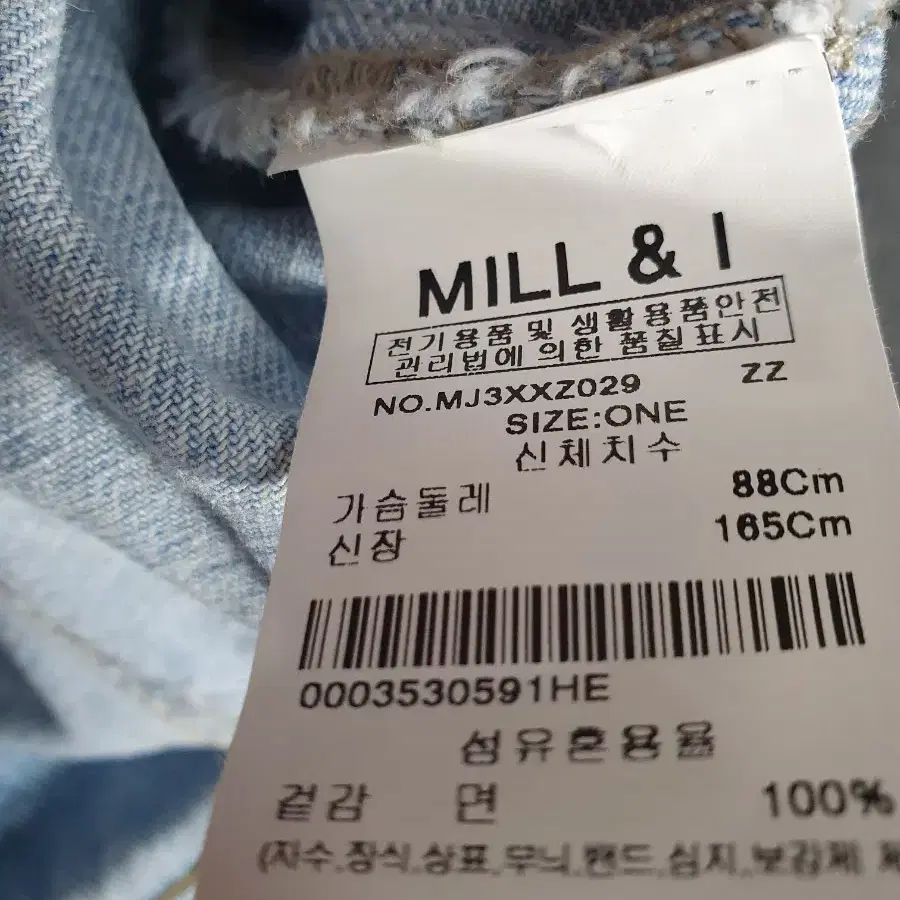 MILL & I
전기용품 및 생활용품안전
관리법에 의한 품질표시
NO.MJ3XXZ029 ZZ
SIZE:ONE
신체치수
가슴둘레 88Cm
신장 165Cm
0003530591HE
섬유혼용율
겉감 면 100%
(자수.장식.상표.무늬.밴드.심지.보강제